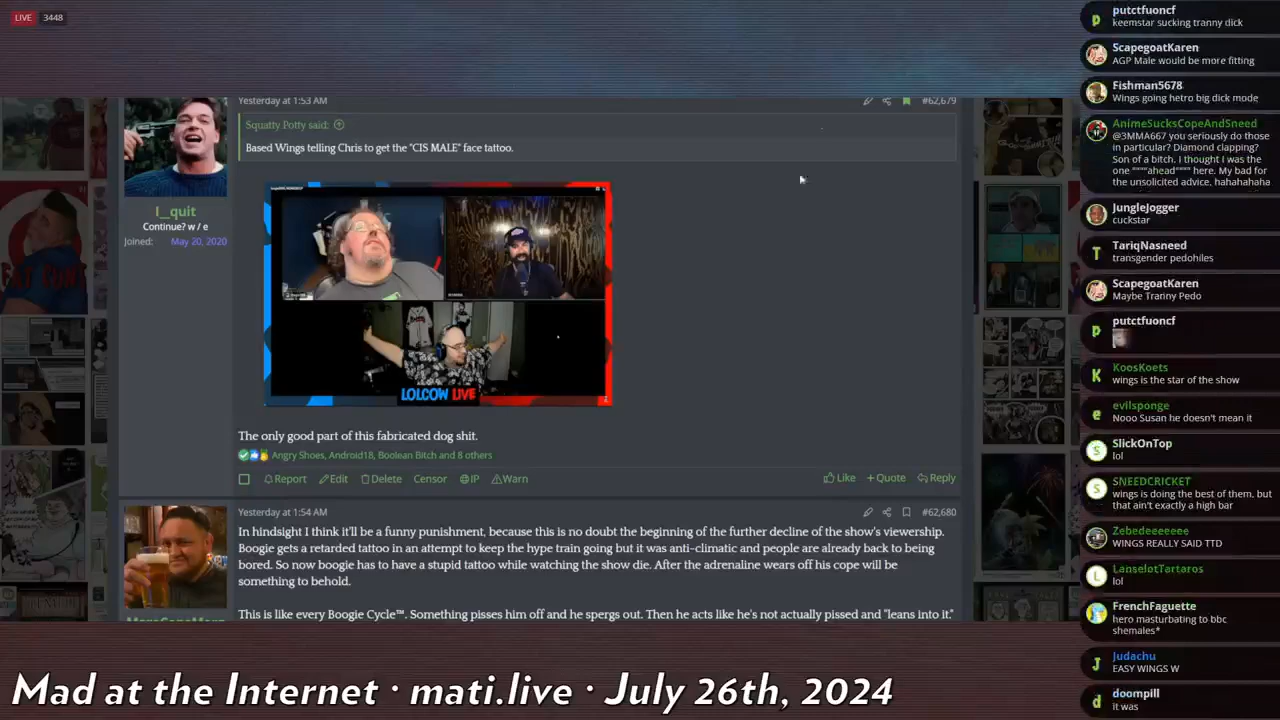 LIVE 3448
Yesterday at 1:53 AM
#62,679
Squatty Potty said:
Based Wings telling Chris to get the "CIS MALE" face tattoo.
I__quit
Continue? w / e
Joined: May 20, 2020
LOLCOW LIVE
The only good part of this fabricated dog shit.
Angry Shoes, Android18, Boolean Bitch and 8 others
Report Edit Delete Censor IP Warn
Like +Quote Reply
Yesterday at 1:54 AM
#62,680
In hindsight I think it'll be a funny punishment, because this is no doubt the beginning of the further decline of the show's viewership.
Boogie gets a retarded tattoo in an attempt to keep the hype train going but it was anti-climatic and people are already back to being
bored. So now boogie has to have a stupid tattoo while watching the show die. After the adrenaline wears off his cope will be
something to behold.
This is like every Boogie Cycle™. Something pisses him off and he spergs out. Then he acts like he's not actually pissed and "leans into it."
Mad at the Internet · mati.live · July 26th, 2024
putctfuoncf
keemstar sucking tranny dick
ScapegoatKaren
AGP Male would be more fitting
Fishman5678
Wings going hetro big dick mode
AnimeSucksCopeAndSneed
@3MMA667 you seriously do those
in particular? Diamond clapping?
Son of a bitch. I thought I was the
one ****ahead**** here. My bad for
the unsolicited advice, hahahahaha
JungleJogger
cuckstar
TariqNasneed
transgender pedohiles
ScapegoatKaren
Maybe Tranny Pedo
putctfuoncf
KoosKoets
wings is the star of the show
evilsponge
Nooo Susan he doesn't mean it
SlickOnTop
lol
SNEEDCRICKET
wings is doing the best of them, but
that ain't exactly a high bar
Zebedeeeeeee
WINGS REALLY SAID TTD
LanselotTartaros
lol
FrenchFaguette
hero masturbating to bbc
shemales*
Judachu
EASY WINGS W
doompill
it was